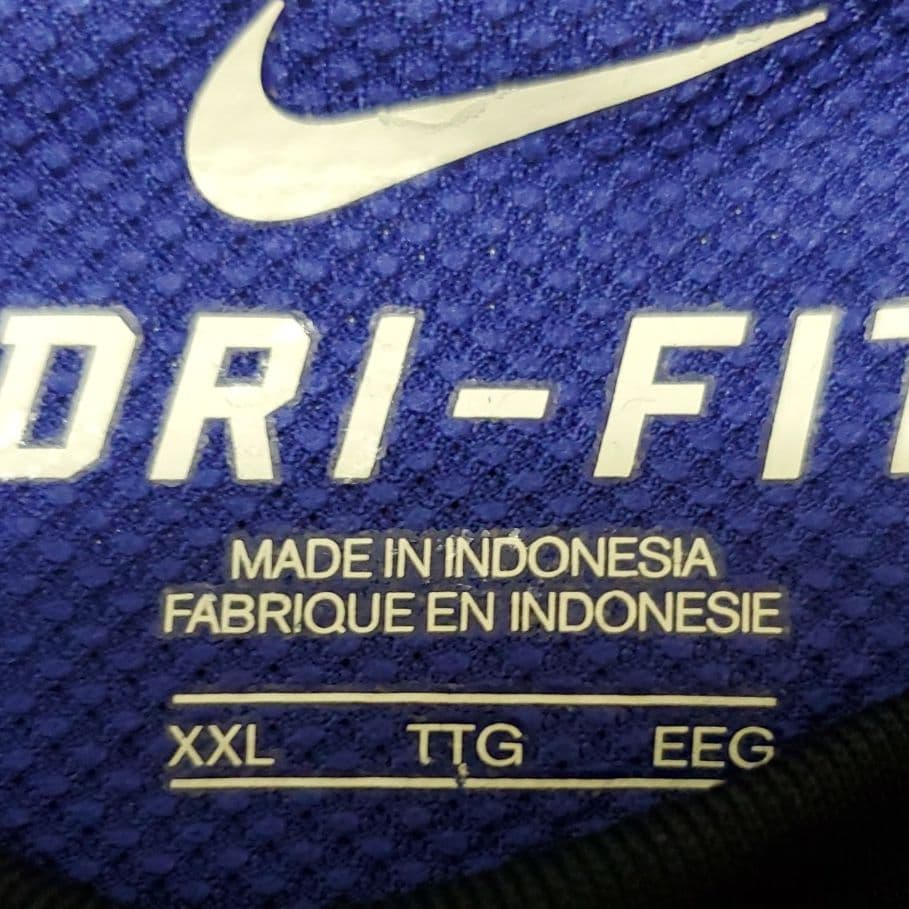 DRI-FIT
MADE IN INDONESIA
FABRIQUE EN INDONESIE
XXL TTG EEG